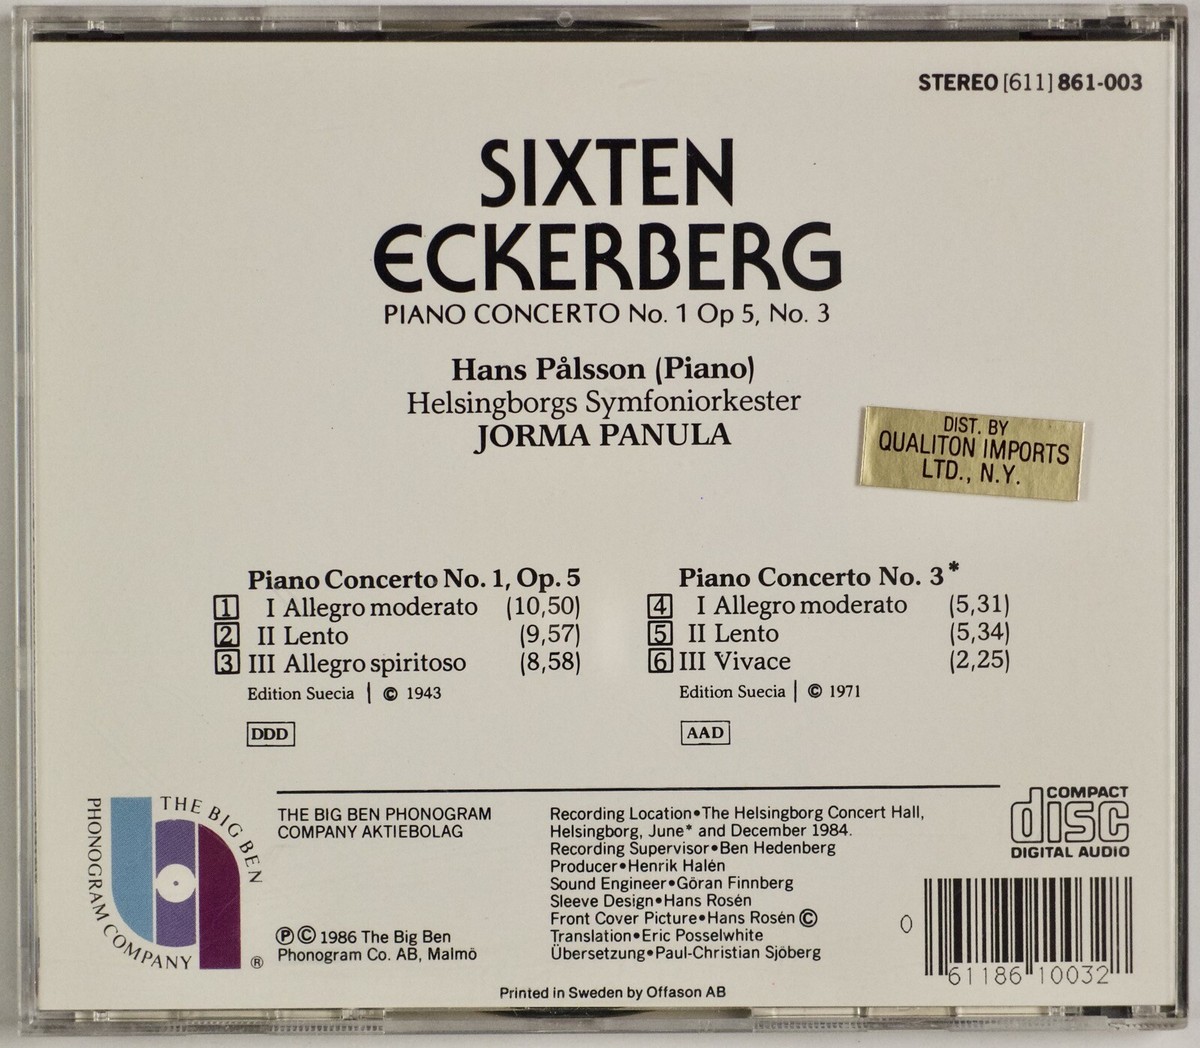 STEREO [611] 861-003
SIXTEN
ECKERBERG
PIANO CONCERTO No. 1 Op 5, No. 3
Hans Pålsson (Piano)
Helsingborgs Symfoniorkester
JORMA PANULA
DIST. BY
QUALITON IMPORTS
LTD., N.Y.
Piano Concerto No. 1, Op. 5
1 I Allegro moderato (10,50)
2 II Lento (9,57)
3 III Allegro spiritoso (8,58)
Edition Suecia | © 1943
DDD
Piano Concerto No. 3*
4 I Allegro moderato (5,31)
5 II Lento (5,34)
6 III Vivace (2,25)
Edition Suecia | © 1971
AAD
THE BIG BEN
PHONOGRAM COMPANY
®
THE BIG BEN PHONOGRAM
COMPANY AKTIEBOLAG
℗ © 1986 The Big Ben
Phonogram Co. AB, Malmö
Recording Location•The Helsingborg Concert Hall,
Helsingborg, June* and December 1984.
Recording Supervisor•Ben Hedenberg
Producer•Henrik Halén
Sound Engineer•Göran Finnberg
Sleeve Design•Hans Rosén
Front Cover Picture•Hans Rosén ©
Translation•Eric Posselwhite
Übersetzung•Paul-Christian Sjöberg
COMPACT
disc
DIGITAL AUDIO
0 61186 10032
Printed in Sweden by Offason AB